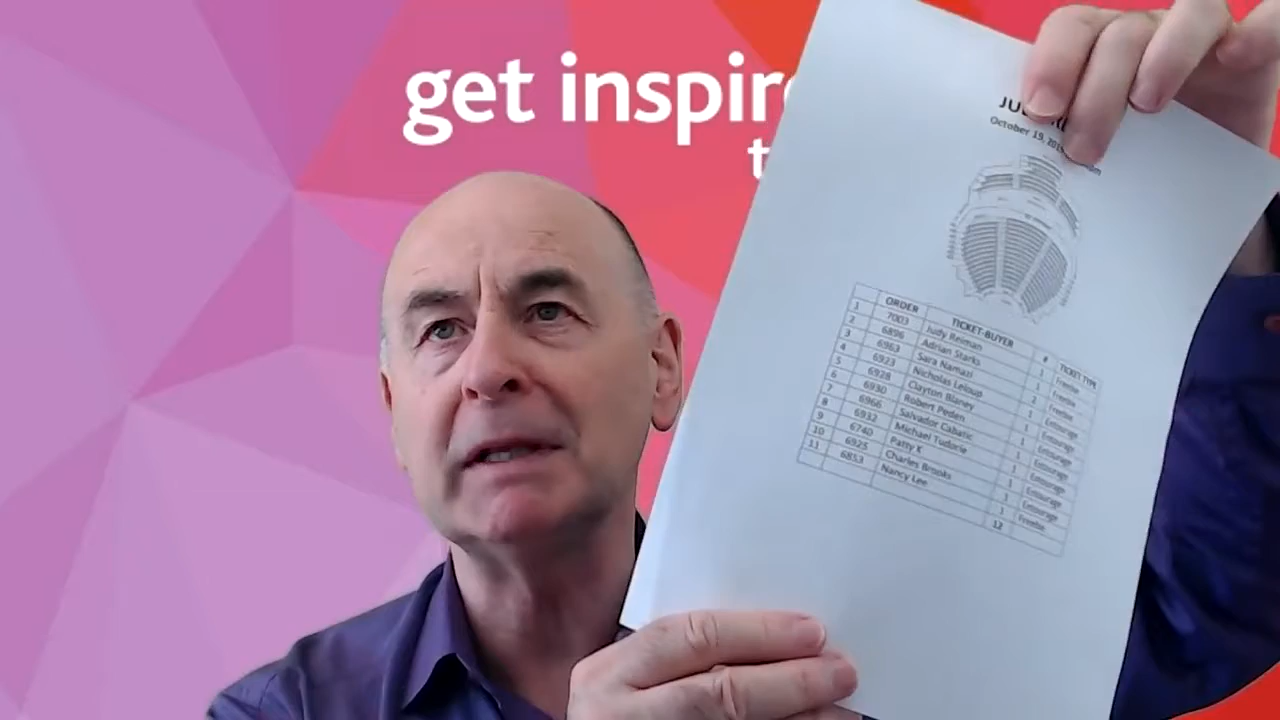 get inspire
October 19, 201
ORDER TICKET-BUYER # TICKET TYPE
1 7003 Judy Reiman 1 Freebie
2 6896 Adrian Starks 1 Freebie
3 6963 Sara Namazi 2 Freebie
4 6923 Nicholas Leloup 1 Entourage
5 6928 Clayton Blaney 1 Entourage
6 6930 Robert Peden 1 Entourage
7 6966 Salvador Cabatic 1 Entourage
8 6932 Michael Tudorie 1 Entourage
9 6740 Patty K 1 Entourage
10 6925 Charles Brooks 1 Entourage
11 6853 Nancy Lee 1 Freebie
12